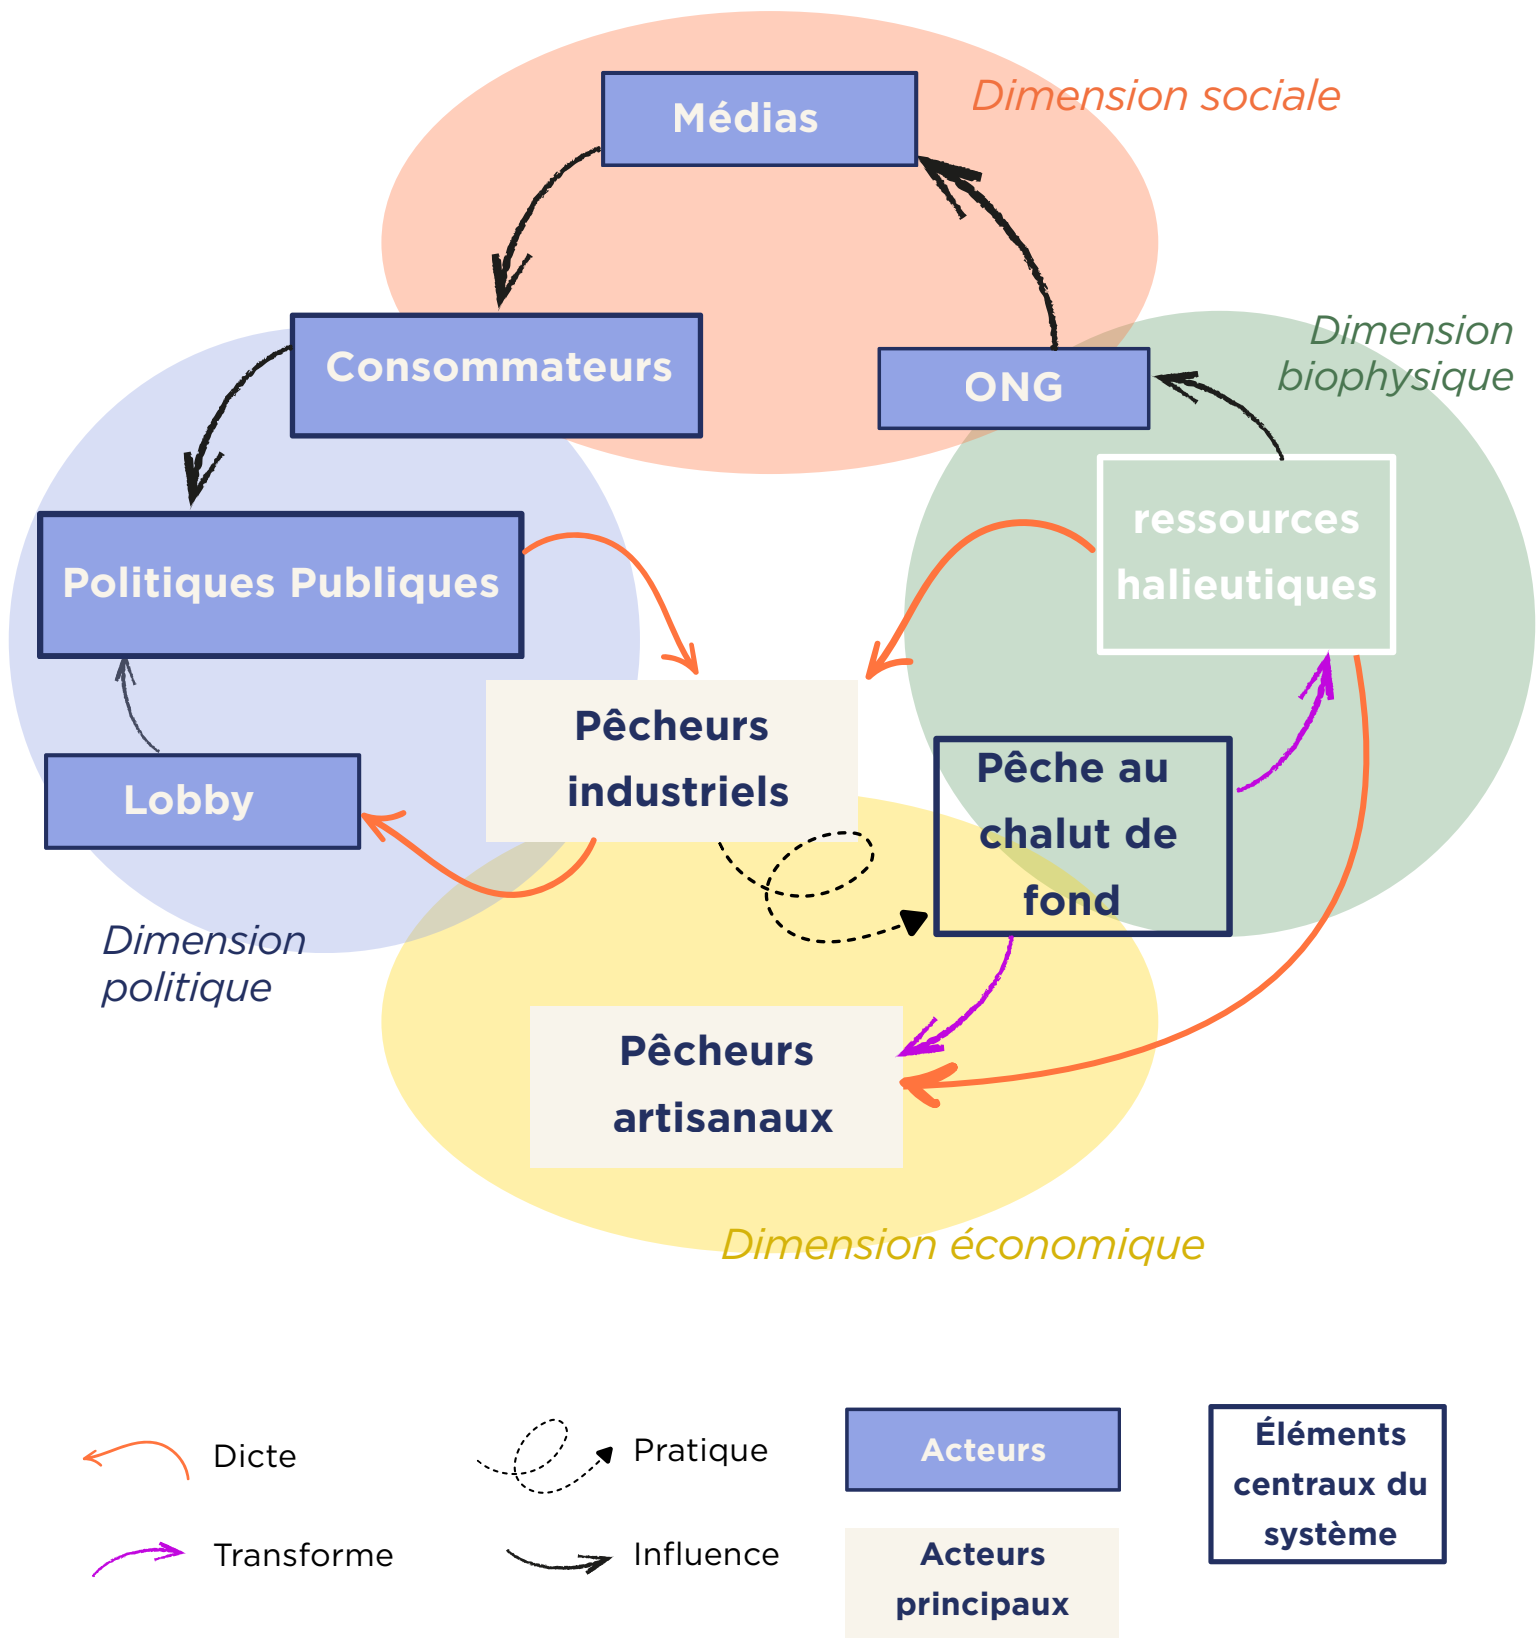 Médias
Dimension sociale
Consommateurs
ONG
Dimension
biophysique
ressources
halieutiques
Politiques Publiques
Pêcheurs
industriels
Pêche au
chalut de
fond
Lobby
Dimension
politique
Pêcheurs
artisanaux
Dimension économique
Dicte
Pratique
Acteurs
Éléments
centraux du
système
Transforme
Influence
Acteurs
principaux